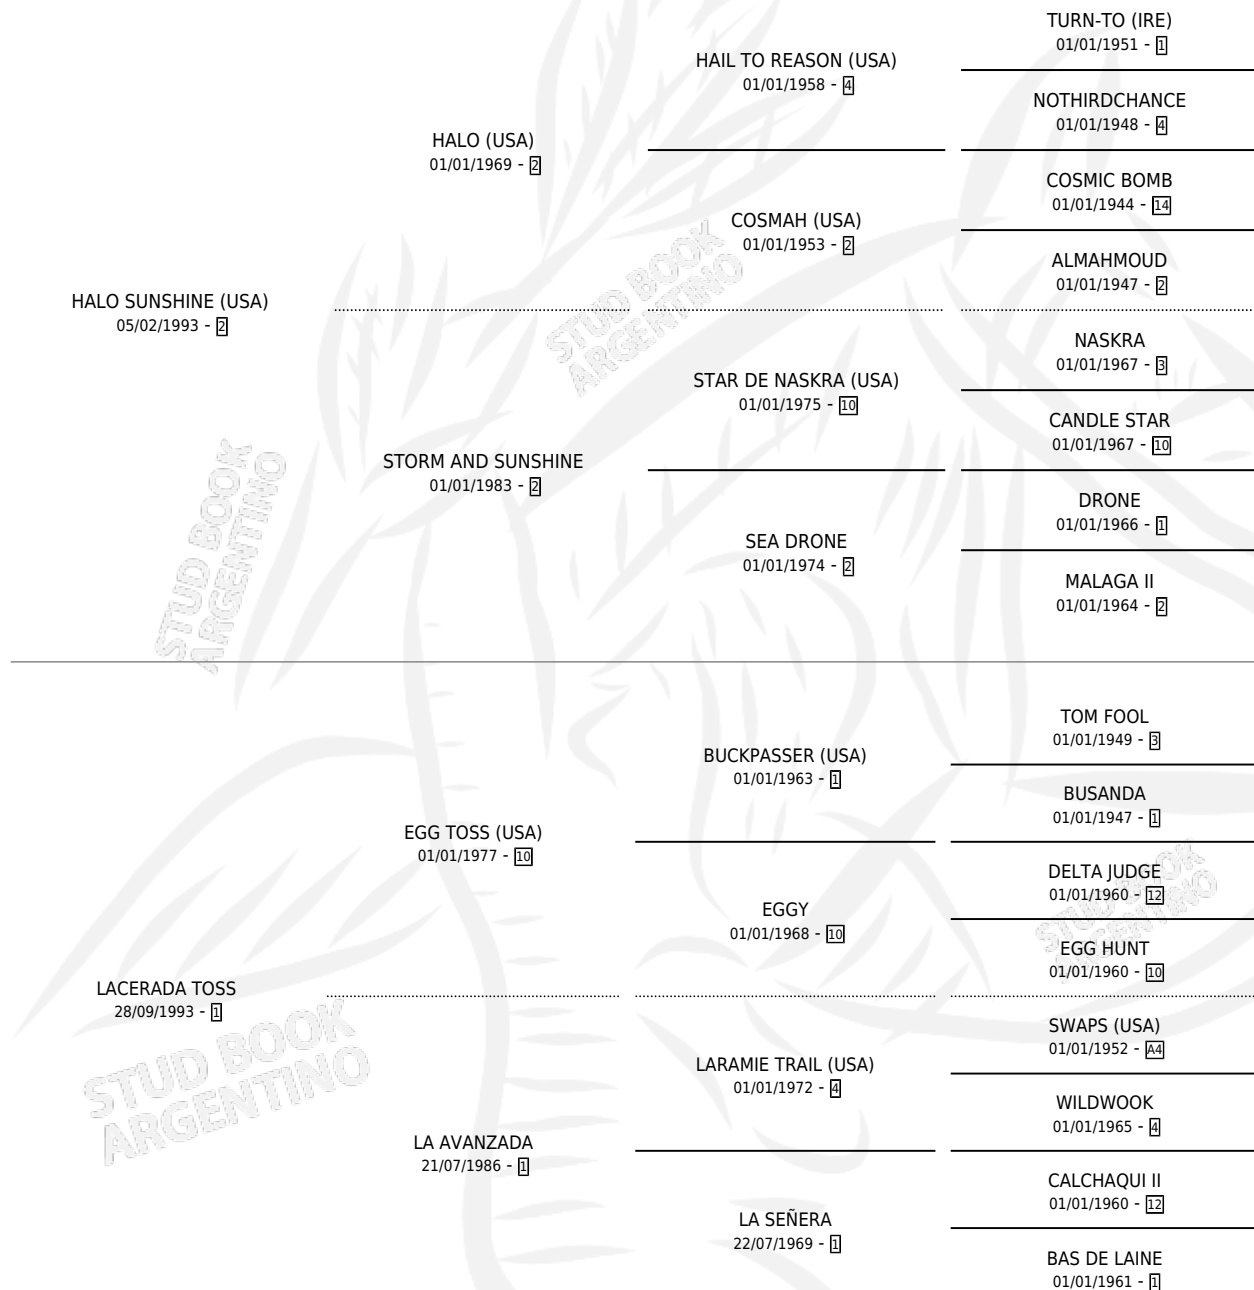 TURN-TO (IRE)
01/01/1951 - 1
HAIL TO REASON (USA)
01/01/1958 - 4
NOTHIRDCHANCE
01/01/1948 - 4
HALO (USA)
01/01/1969 - 2
COSMIC BOMB
01/01/1944 - 14
COSMAH (USA)
01/01/1953 - 2
ALMAHMOUD
01/01/1947 - 2
HALO SUNSHINE (USA)
05/02/1993 - 2
NASKRA
01/01/1967 - 3
STAR DE NASKRA (USA)
01/01/1975 - 10
CANDLE STAR
01/01/1967 - 10
STORM AND SUNSHINE
01/01/1983 - 2
DRONE
01/01/1966 - 1
SEA DRONE
01/01/1974 - 2
MALAGA II
01/01/1964 - 2
TOM FOOL
01/01/1949 - 3
BUCKPASSER (USA)
01/01/1963 - 1
BUSANDA
01/01/1947 - 1
EGG TOSS (USA)
01/01/1977 - 10
DELTA JUDGE
01/01/1960 - 12
EGGY
01/01/1968 - 10
EGG HUNT
01/01/1960 - 10
LACERADA TOSS
28/09/1993 - 1
SWAPS (USA)
01/01/1952 - A4
LARAMIE TRAIL (USA)
01/01/1972 - 4
WILDWOOK
01/01/1965 - 4
LA AVANZADA
21/07/1986 - 1
CALCHAQUI II
01/01/1960 - 12
LA SEÑERA
22/07/1969 - 1
BAS DE LAINE
01/01/1961 - 1
STUD BOOK
ARGENTINO
STUD BOOK
ARGENTINO
STUD BOOK
ARGENTINO
STUD BOOK
ARGENTINO